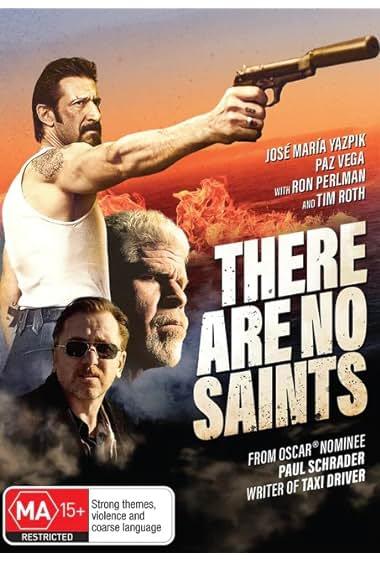 JOSÉ MARÍA YAZPIK
PAZ VEGA
WITH RON PERLMAN
AND TIM ROTH
THERE
ARE NO
SAINTS
FROM OSCAR® NOMINEE
PAUL SCHRADER
WRITER OF TAXI DRIVER
MA 15+
RESTRICTED
Strong themes,
violence and
coarse language